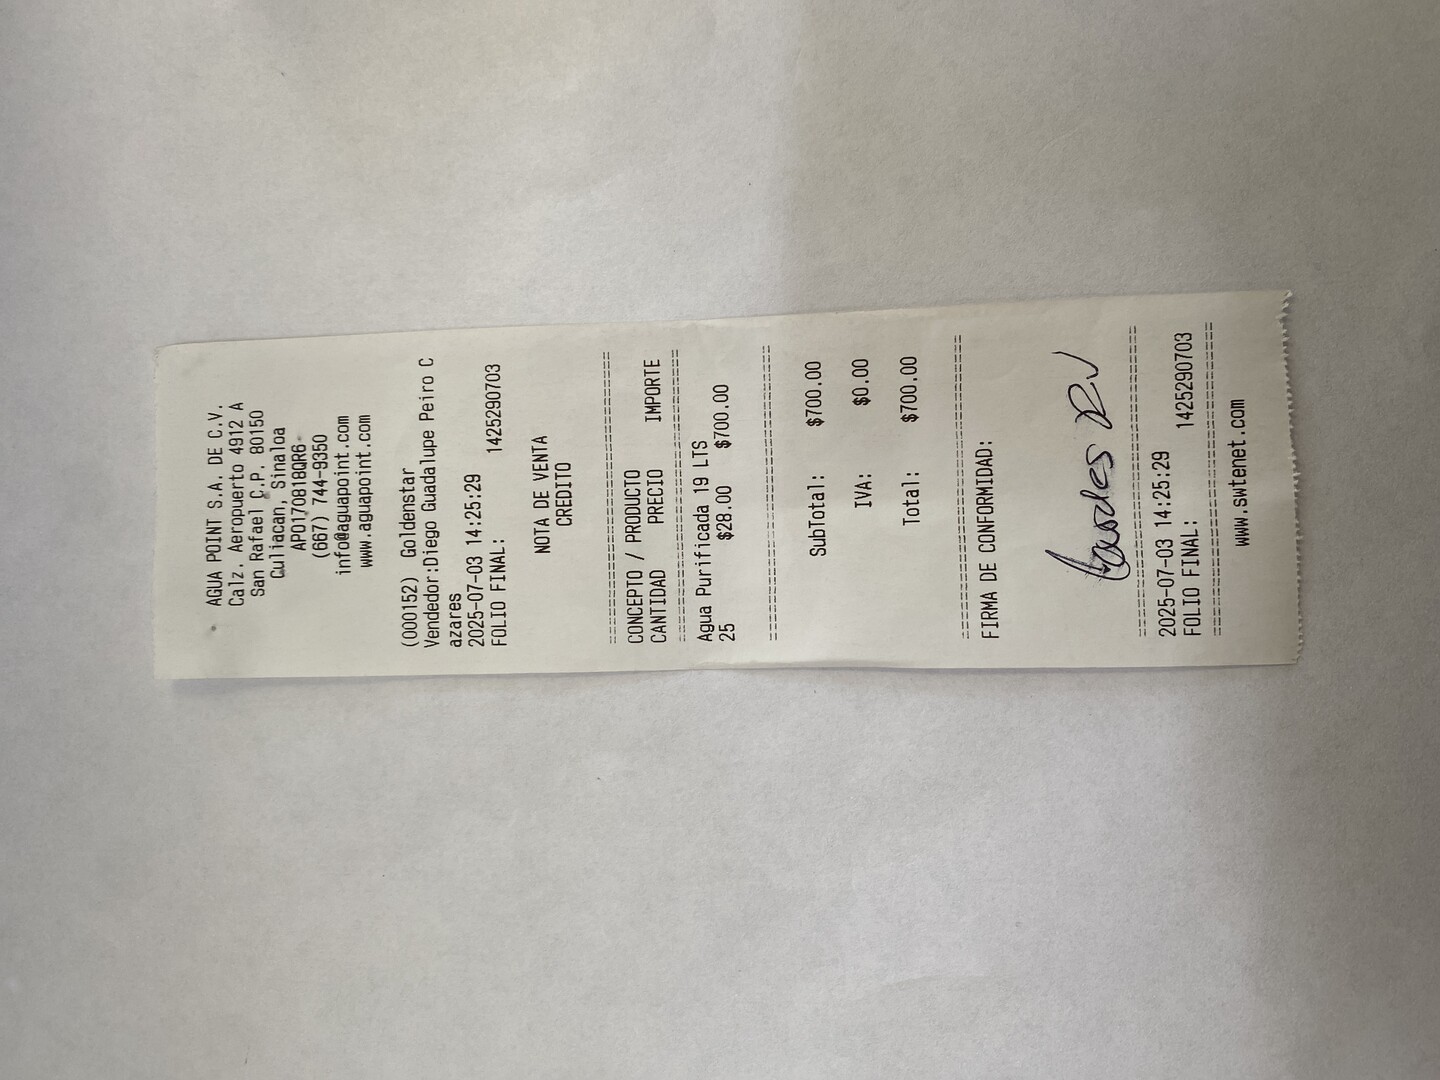 AGUA POINT S.A. DE C.V.
Calz. Aeropuerto 4912 A
San Rafael C.P. 80150
Culiacan, Sinaloa
APO170818QR6
(667) 744-9350
info@aguapoint.com
www.aguapoint.com
(000152) Goldenstar
Vendedor:Diego Guadalupe Peiro C
azares
2025-07-03 14:25:29
FOLIO FINAL: 1425290703
NOTA DE VENTA
CREDITO
CONCEPTO / PRODUCTO
CANTIDAD PRECIO IMPORTE
Agua Purificada 19 LTS
25 $28.00 $700.00
SubTotal: $700.00
IVA: $0.00
Total: $700.00
FIRMA DE CONFORMIDAD:
2025-07-03 14:25:29
FOLIO FINAL: 1425290703
www.swtenet.com